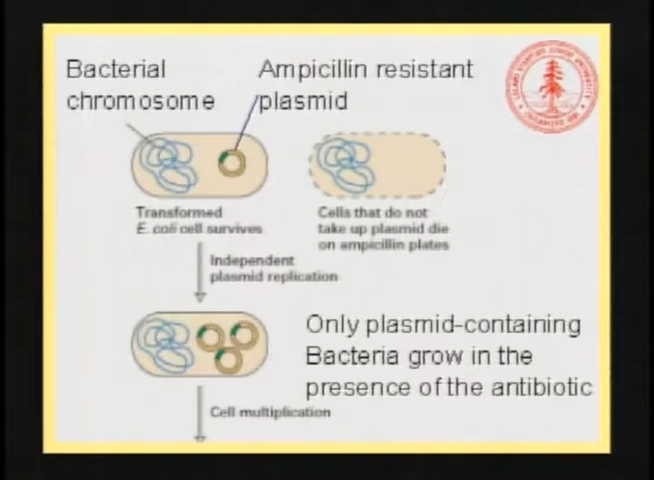 Bacterial
chromosome
Ampicillin resistant
plasmid
Transformed
E. coli cell survives
Cells that do not
take up plasmid die
on ampicillin plates
Independent
plasmid replication
Only plasmid-containing
Bacteria grow in the
presence of the antibiotic
Cell multiplication